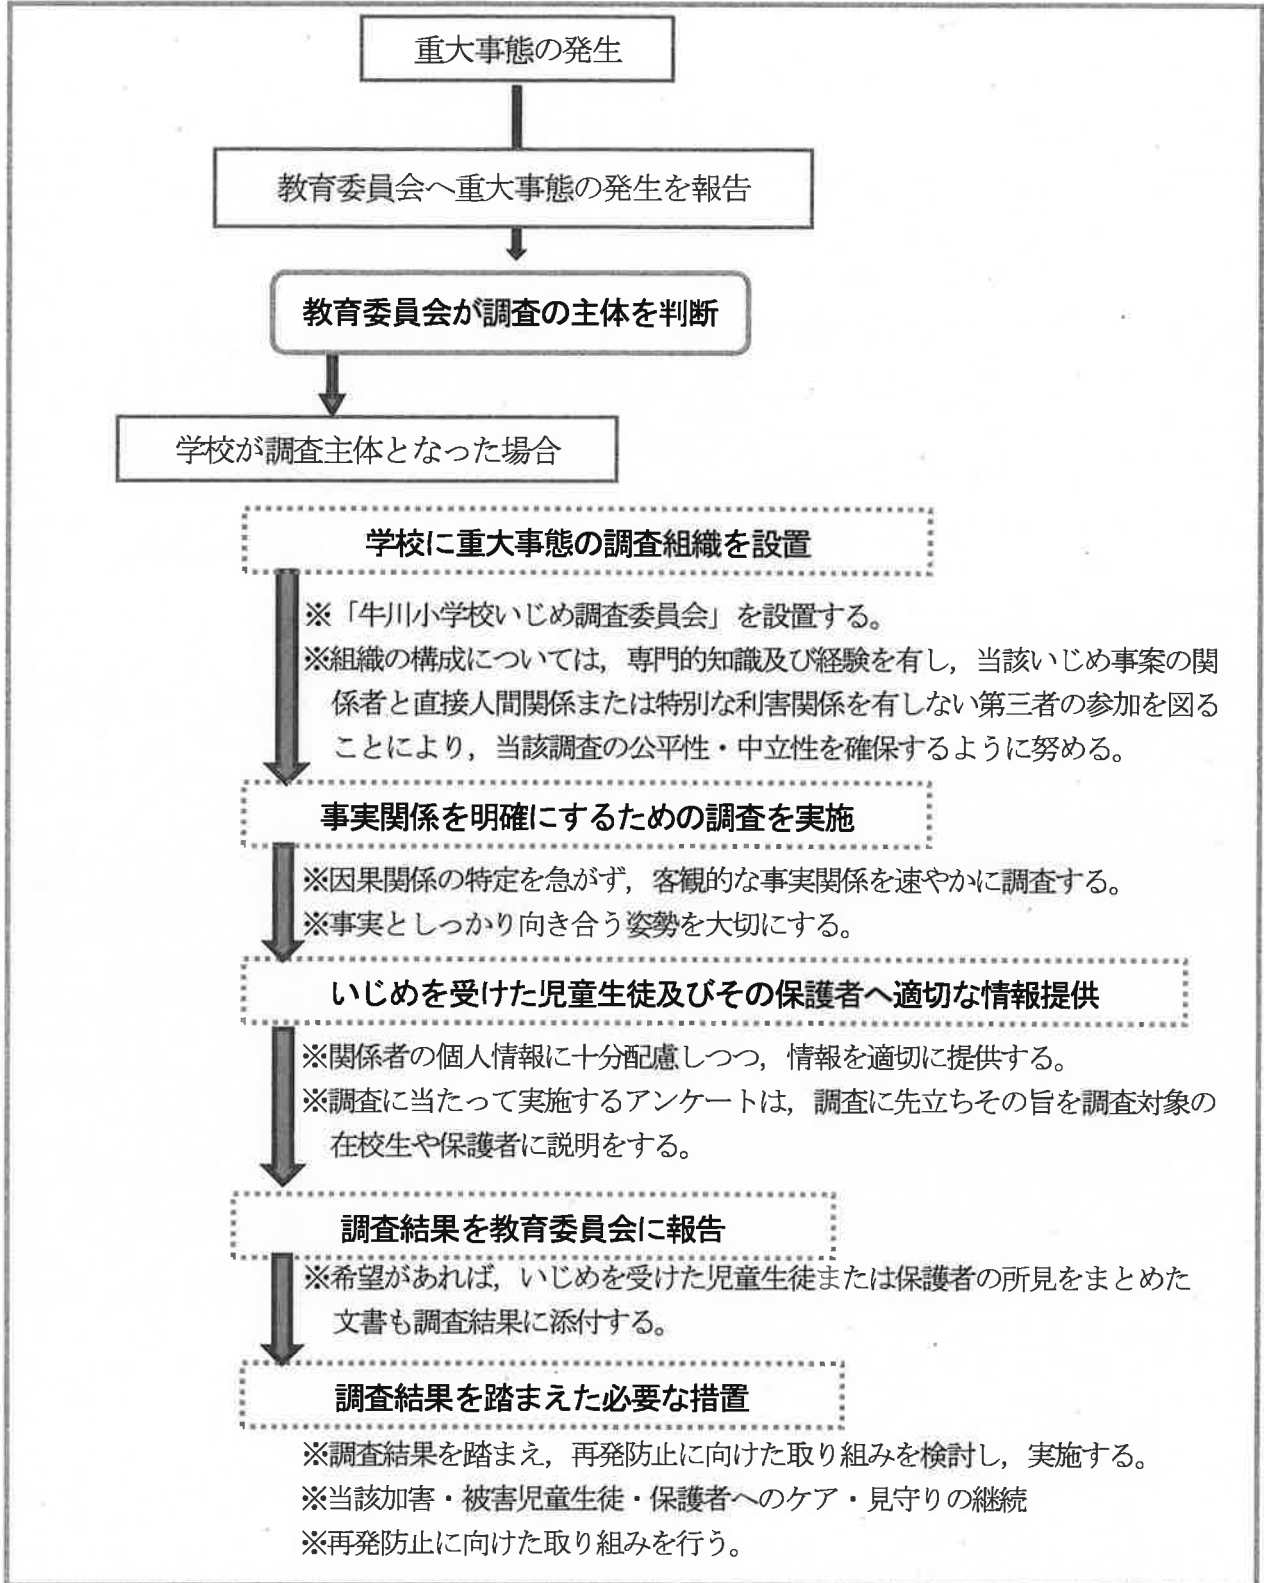 重大事態の発生
教育委員会へ重大事態の発生を報告
教育委員会が調査の主体を判断
学校が調査主体となった場合
学校に重大事態の調査組織を設置
※「牛川小学校いじめ調査委員会」を設置する。
※組織の構成については，専門的知識及び経験を有し，当該いじめ事案の関
係者と直接人間関係または特別な利害関係を有しない第三者の参加を図る
ことにより，当該調査の公平性・中立性を確保するように努める。
事実関係を明確にするための調査を実施
※因果関係の特定を急がず，客観的な事実関係を速やかに調査する。
※事実としっかり向き合う姿勢を大切にする。
いじめを受けた児童生徒及びその保護者へ適切な情報提供
※関係者の個人情報に十分配慮しつつ，情報を適切に提供する。
※調査に当たって実施するアンケートは，調査に先立ちその旨を調査対象の
在校生や保護者に説明をする。
調査結果を教育委員会に報告
※希望があれば，いじめを受けた児童生徒または保護者の所見をまとめた
文書も調査結果に添付する。
調査結果を踏まえた必要な措置
※調査結果を踏まえ，再発防止に向けた取り組みを検討し，実施する。
※当該加害・被害児童生徒・保護者へのケア・見守りの継続
※再発防止に向けた取り組みを行う。